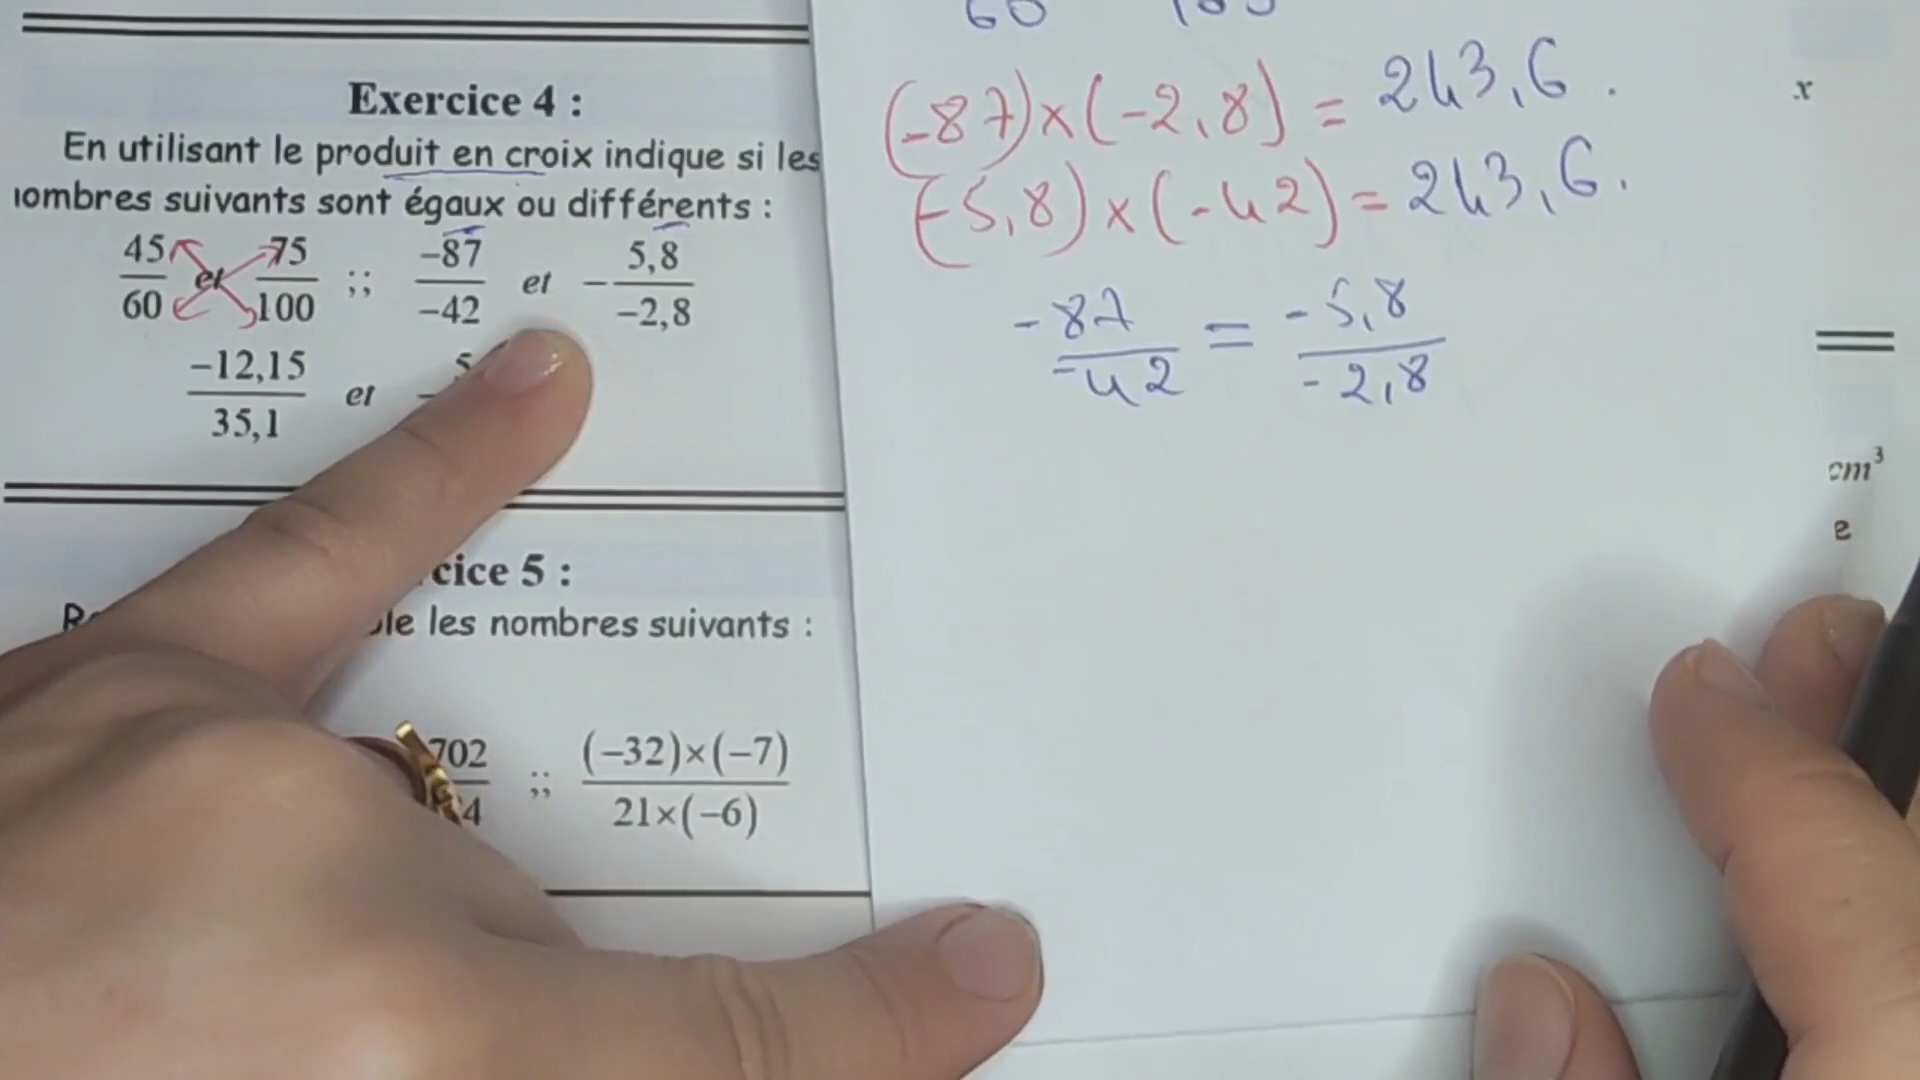 Exercice 4 :
En utilisant le produit en croix indique si les
ombres suivants sont égaux ou différents :
45/60 et 75/100 ;; -87/-42 et -5,8/-2,8
-12,15/35,1 et
cice 5 :
les nombres suivants :
702 ;; (-32)×(-7)/21×(-6)
60
(-87)×(-2,8) = 243,6.
(-5,8)×(-42) = 243,6.
-87/-42 = -5,8/-2,8
x
cm³
e